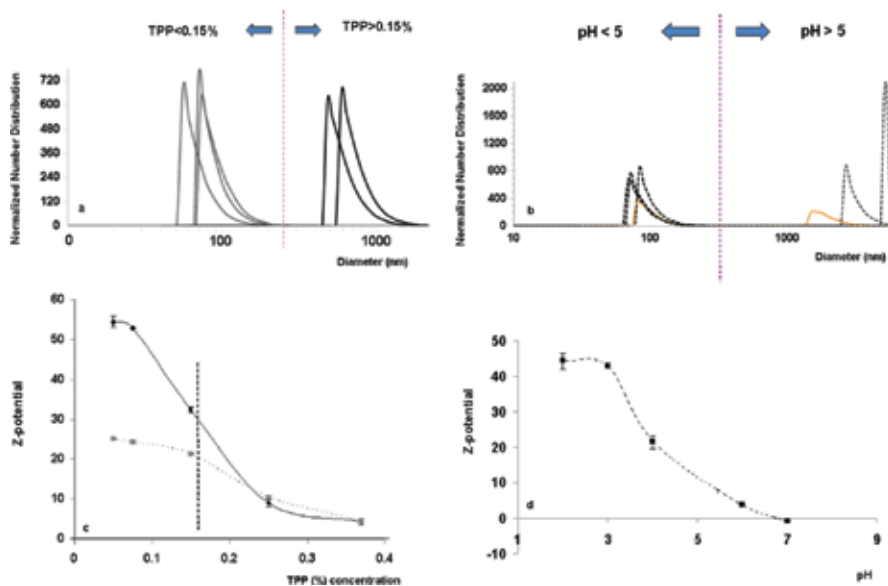 TPP<0.15%
TPP>0.15%
Normalized Number Distribution
720
600
480
360
240
120
0
a
0
100
1000
Diameter (nm)
pH < 5
pH > 5
Normalized Number Distribution
2000
1600
1200
800
400
0
b
10
100
1000
Diameter (nm)
Z-potential
60
50
40
30
20
10
0
c
0
0.1
0.2
0.3
0.4
TPP (%) concentration
Z-potential
50
40
30
20
10
0
-10
d
1
3
5
7
9
pH